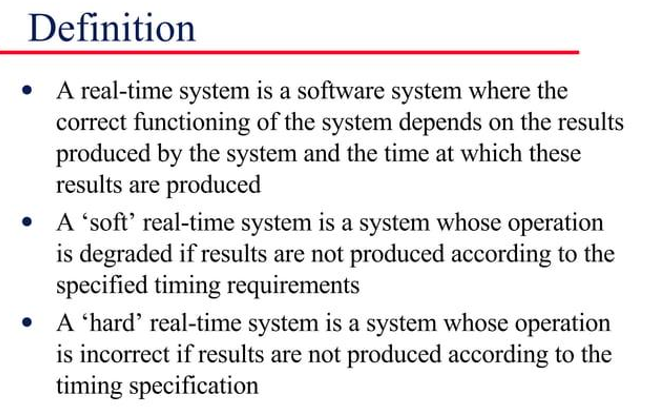 Definition
• A real-time system is a software system where the
correct functioning of the system depends on the results
produced by the system and the time at which these
results are produced
• A ‘soft’ real-time system is a system whose operation
is degraded if results are not produced according to the
specified timing requirements
• A ‘hard’ real-time system is a system whose operation
is incorrect if results are not produced according to the
timing specification